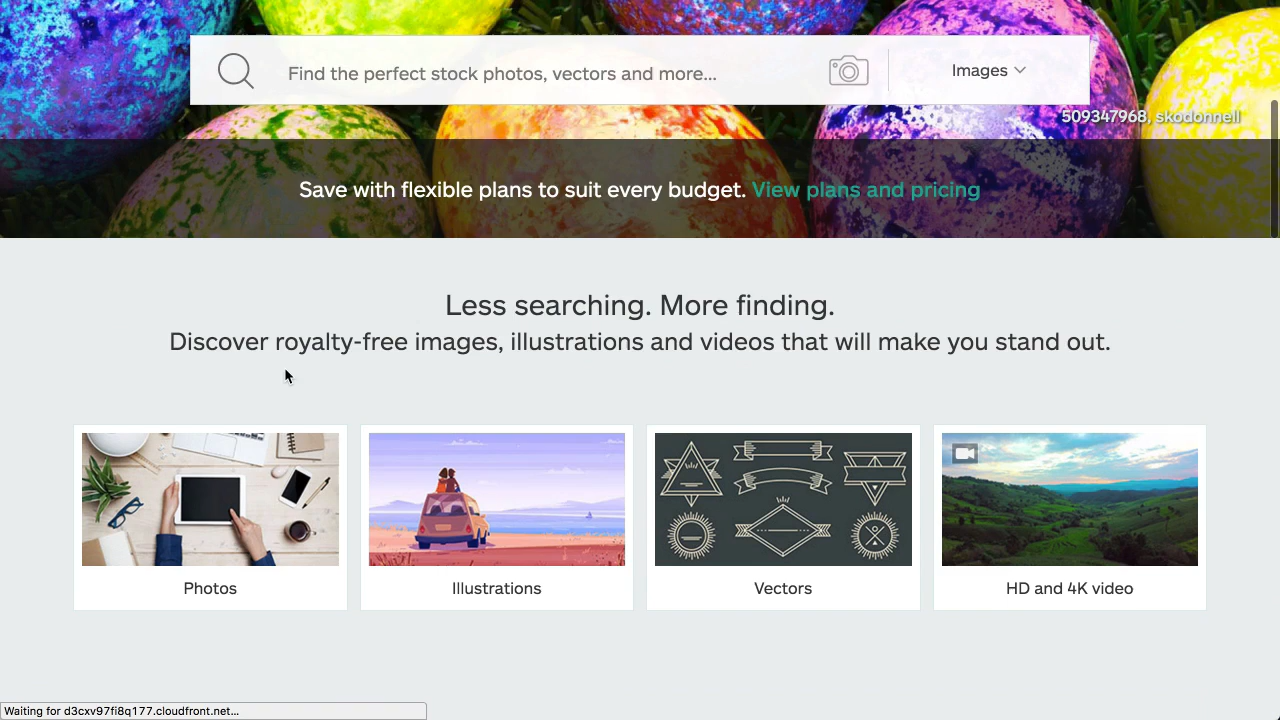 Find the perfect stock photos, vectors and more...
Images
509347968, skodonnell
Save with flexible plans to suit every budget. View plans and pricing
Less searching. More finding.
Discover royalty-free images, illustrations and videos that will make you stand out.
Photos
Illustrations
Vectors
HD and 4K video
Waiting for d3cxv97fi8q177.cloudfront.net...